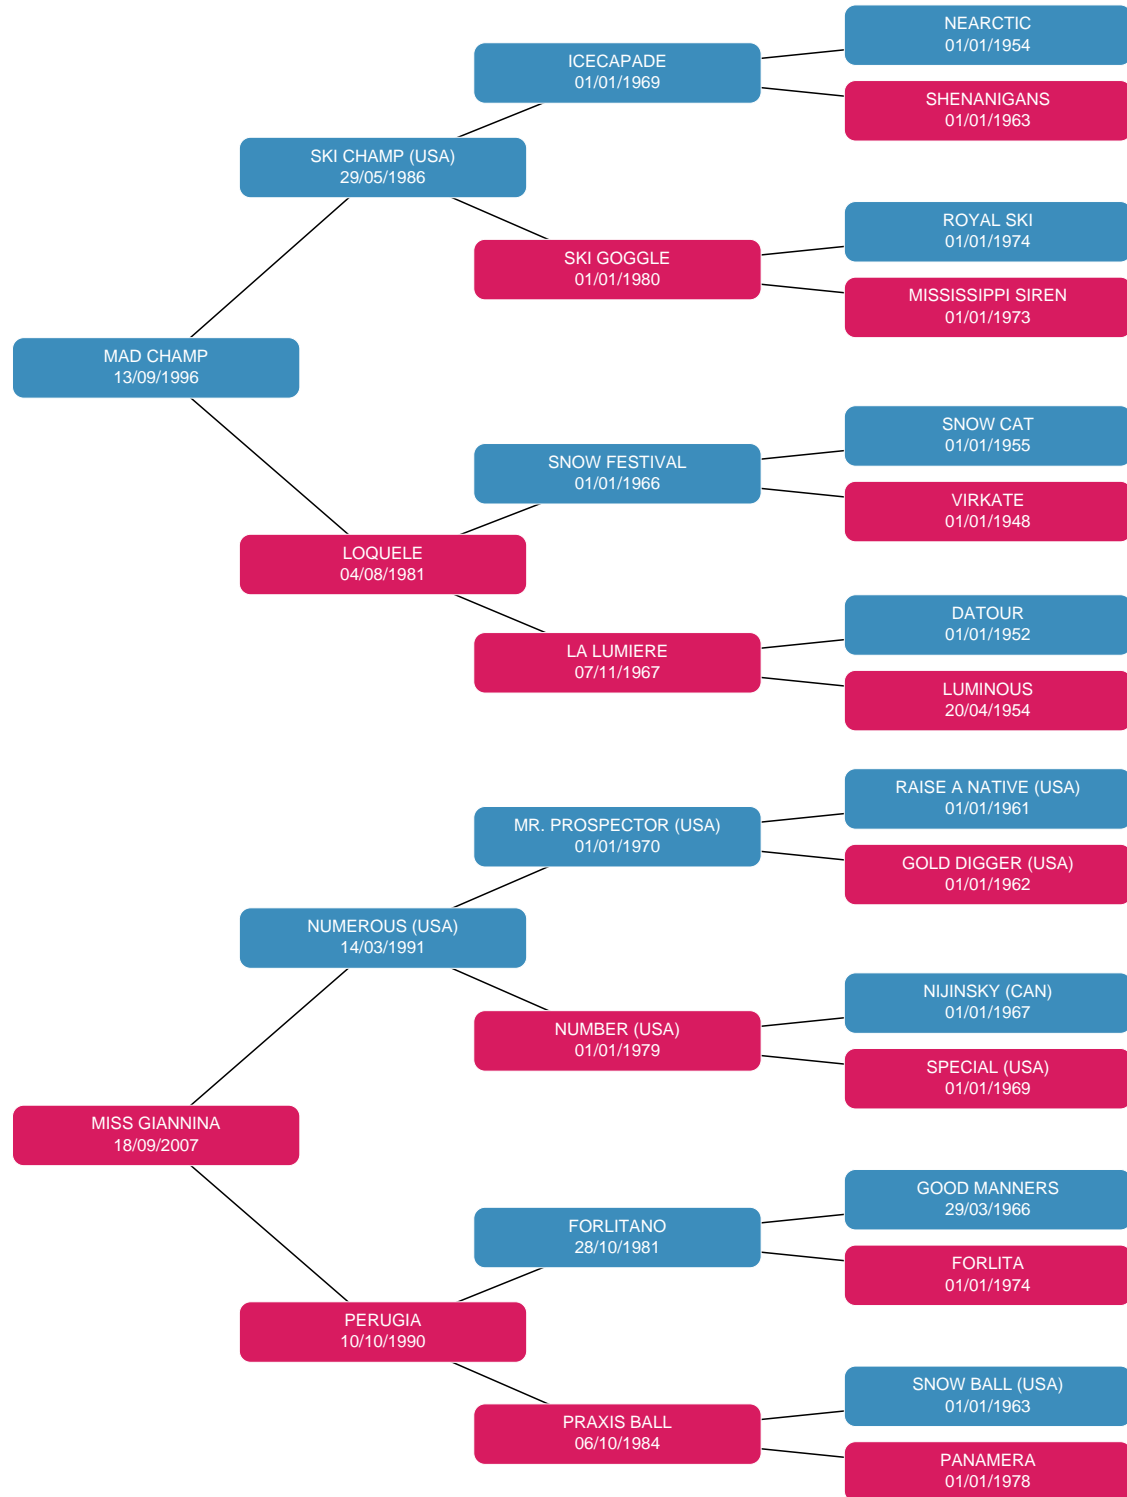 NEARCTIC
01/01/1954
ICECAPADE
01/01/1969
SHENANIGANS
01/01/1963
SKI CHAMP (USA)
29/05/1986
ROYAL SKI
01/01/1974
SKI GOGGLE
01/01/1980
MISSISSIPPI SIREN
01/01/1973
MAD CHAMP
13/09/1996
SNOW CAT
01/01/1955
SNOW FESTIVAL
01/01/1966
VIRKATE
01/01/1948
LOQUELE
04/08/1981
DATOUR
01/01/1952
LA LUMIERE
07/11/1967
LUMINOUS
20/04/1954
RAISE A NATIVE (USA)
01/01/1961
MR. PROSPECTOR (USA)
01/01/1970
GOLD DIGGER (USA)
01/01/1962
NUMEROUS (USA)
14/03/1991
NIJINSKY (CAN)
01/01/1967
NUMBER (USA)
01/01/1979
SPECIAL (USA)
01/01/1969
MISS GIANNINA
18/09/2007
GOOD MANNERS
29/03/1966
FORLITANO
28/10/1981
FORLITA
01/01/1974
PERUGIA
10/10/1990
SNOW BALL (USA)
01/01/1963
PRAXIS BALL
06/10/1984
PANAMERA
01/01/1978